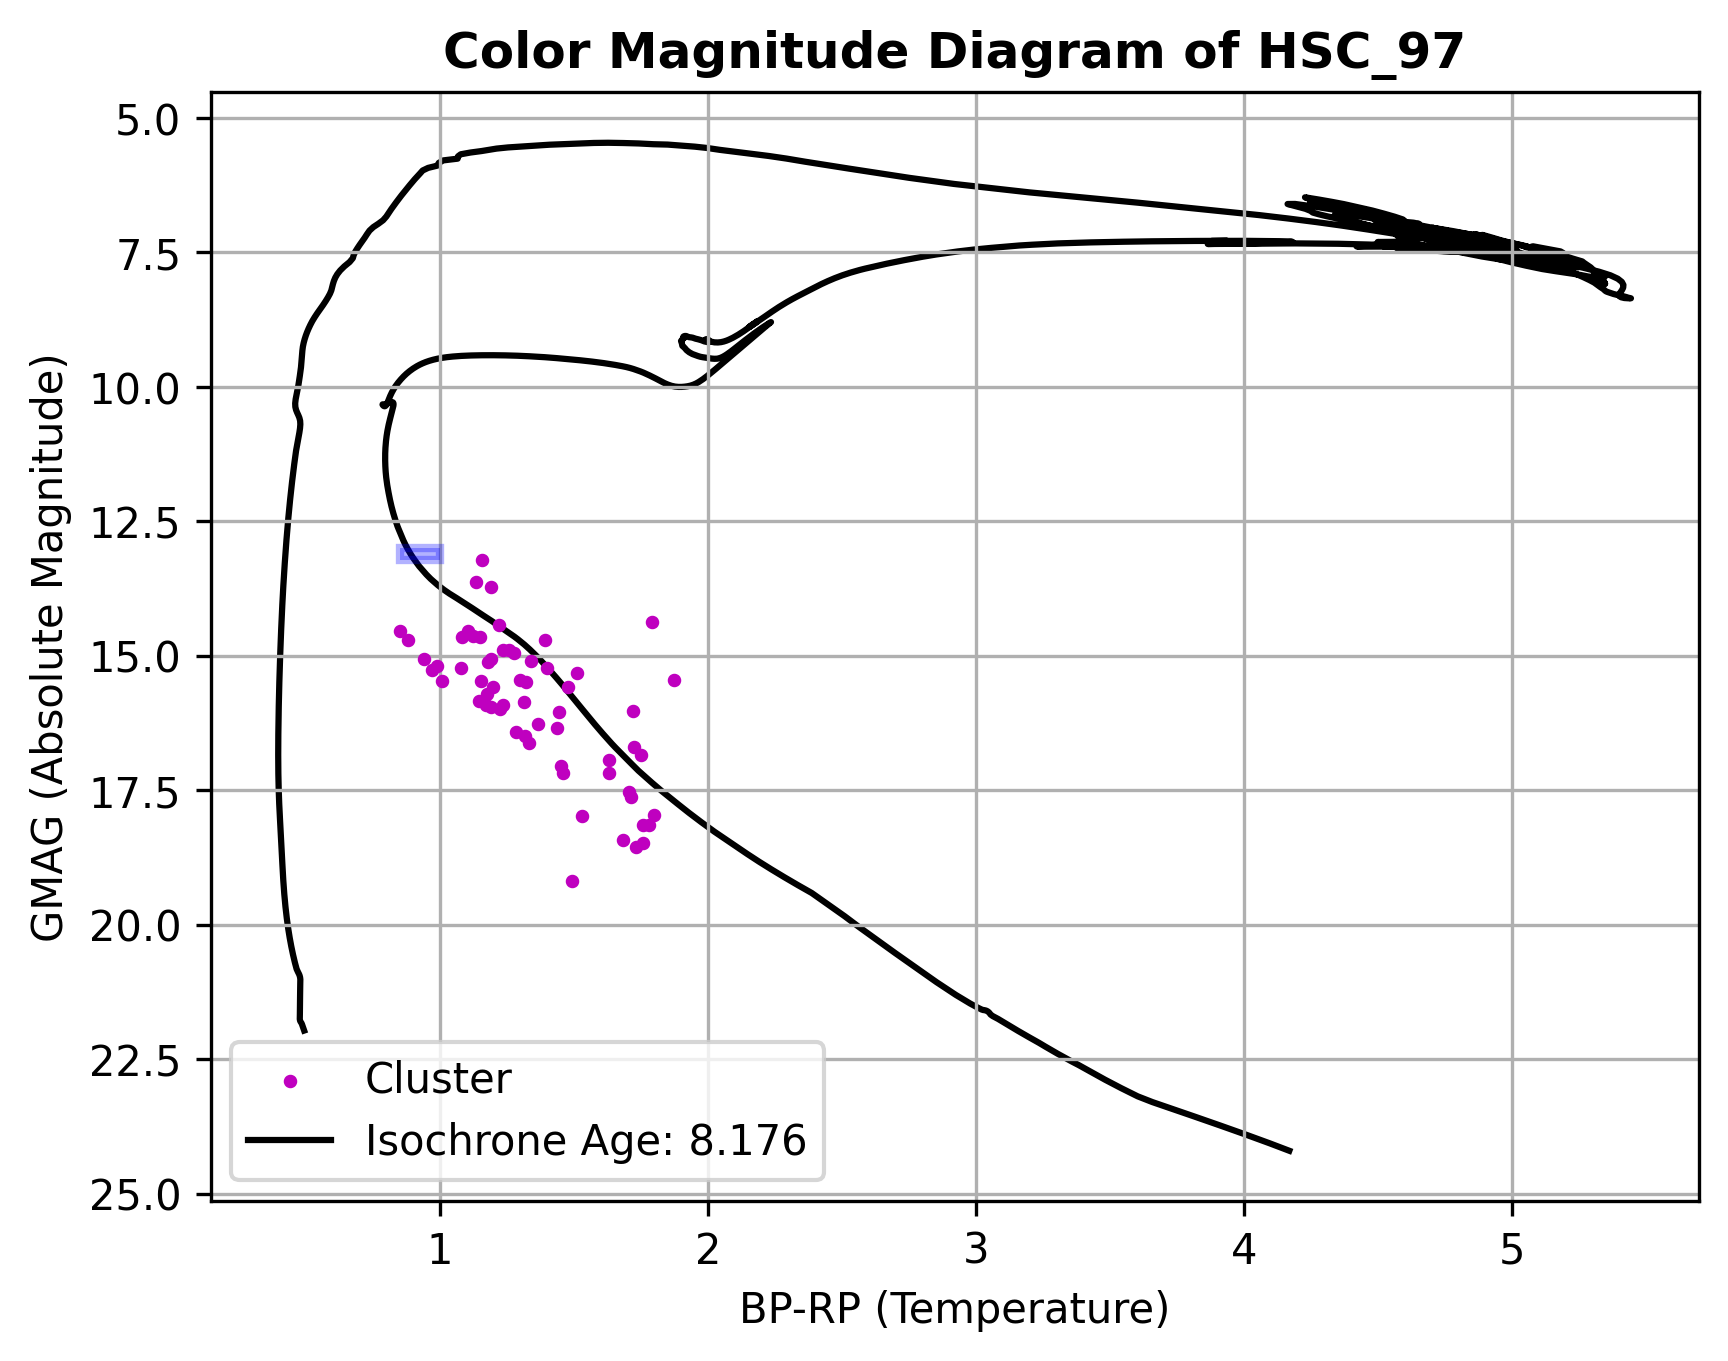 Color Magnitude Diagram of HSC_97
GMAG (Absolute Magnitude)
5.0
7.5
10.0
12.5
15.0
17.5
20.0
22.5
25.0
Cluster
Isochrone Age: 8.176
1 2 3 4 5
BP-RP (Temperature)